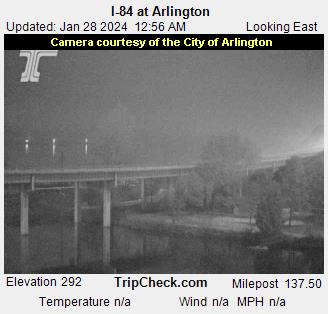 I-84 at Arlington
Updated: Jan 28 2024 12:56 AM Looking East
Camera courtesy of the City of Arlington
Elevation 292 TripCheck.com Milepost 137.50
Temperature n/a Wind n/a MPH n/a